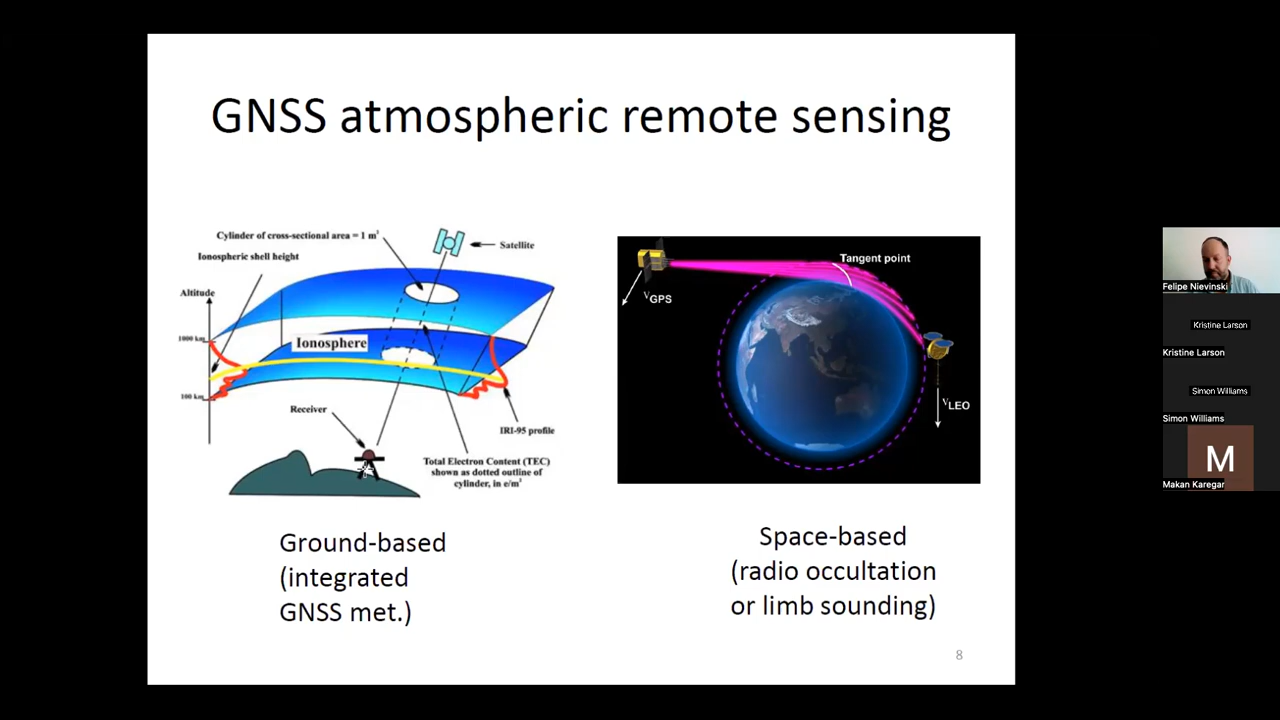 GNSS atmospheric remote sensing
Cylinder of cross-sectional area = 1 m²
Satellite
Ionospheric shell height
Altitude
1000 km
Ionosphere
100 km
Receiver
IRI-95 profile
Total Electron Content (TEC)
shown as dotted outline of
cylinder, in e/m²
Tangent point
VGPS
VLEO
Ground-based
(integrated
GNSS met.)
Space-based
(radio occultation
or limb sounding)
8
Felipe Nievinski
Kristine Larson
Kristine Larson
Simon Williams
Simon Williams
M
Makan Karegar